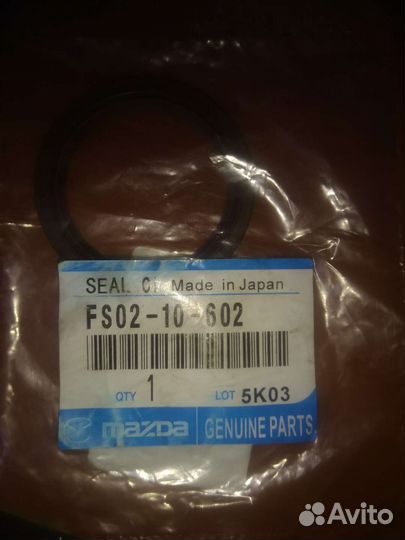 SEAL O Made in Japan
FS02-10-602
QTY 1 LOT 5K03
mazda GENUINE PARTS
Avito